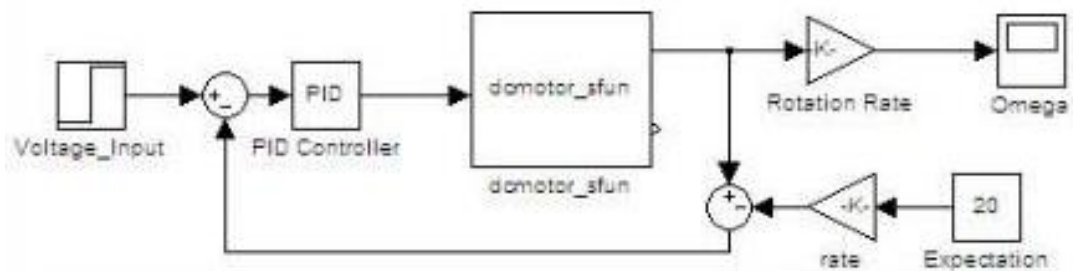 domotor_sfun
-K-
PID
+
-
Rotation Rate
Omega
Voltage_Input
PID Controller
domotor_sfun
+
-
-K-
20
rate
Expectation